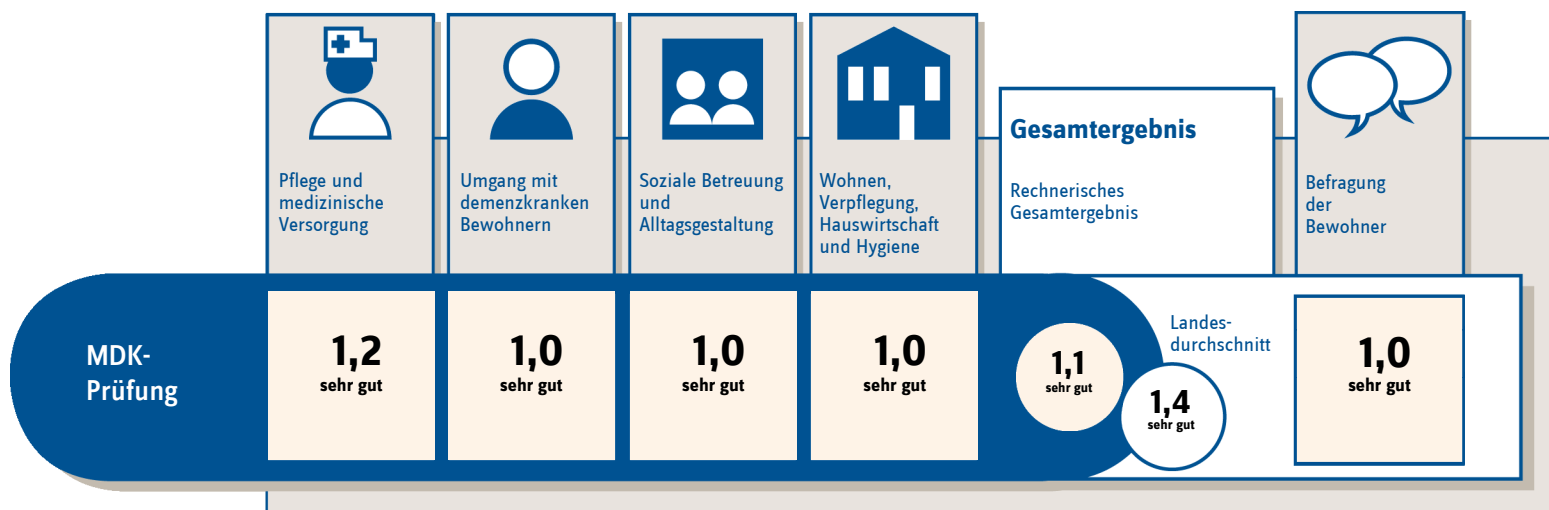 Pflege und
medizinische
Versorgung
Umgang mit
demenzkranken
Bewohnern
Soziale Betreuung
und
Alltagsgestaltung
Wohnen,
Verpflegung,
Hauswirtschaft
und Hygiene
Gesamtergebnis
Rechnerisches
Gesamtergebnis
Befragung
der
Bewohner
MDK-
Prüfung
1,2
sehr gut
1,0
sehr gut
1,0
sehr gut
1,0
sehr gut
1,1
sehr gut
Landes-
durchschnitt
1,4
sehr gut
1,0
sehr gut